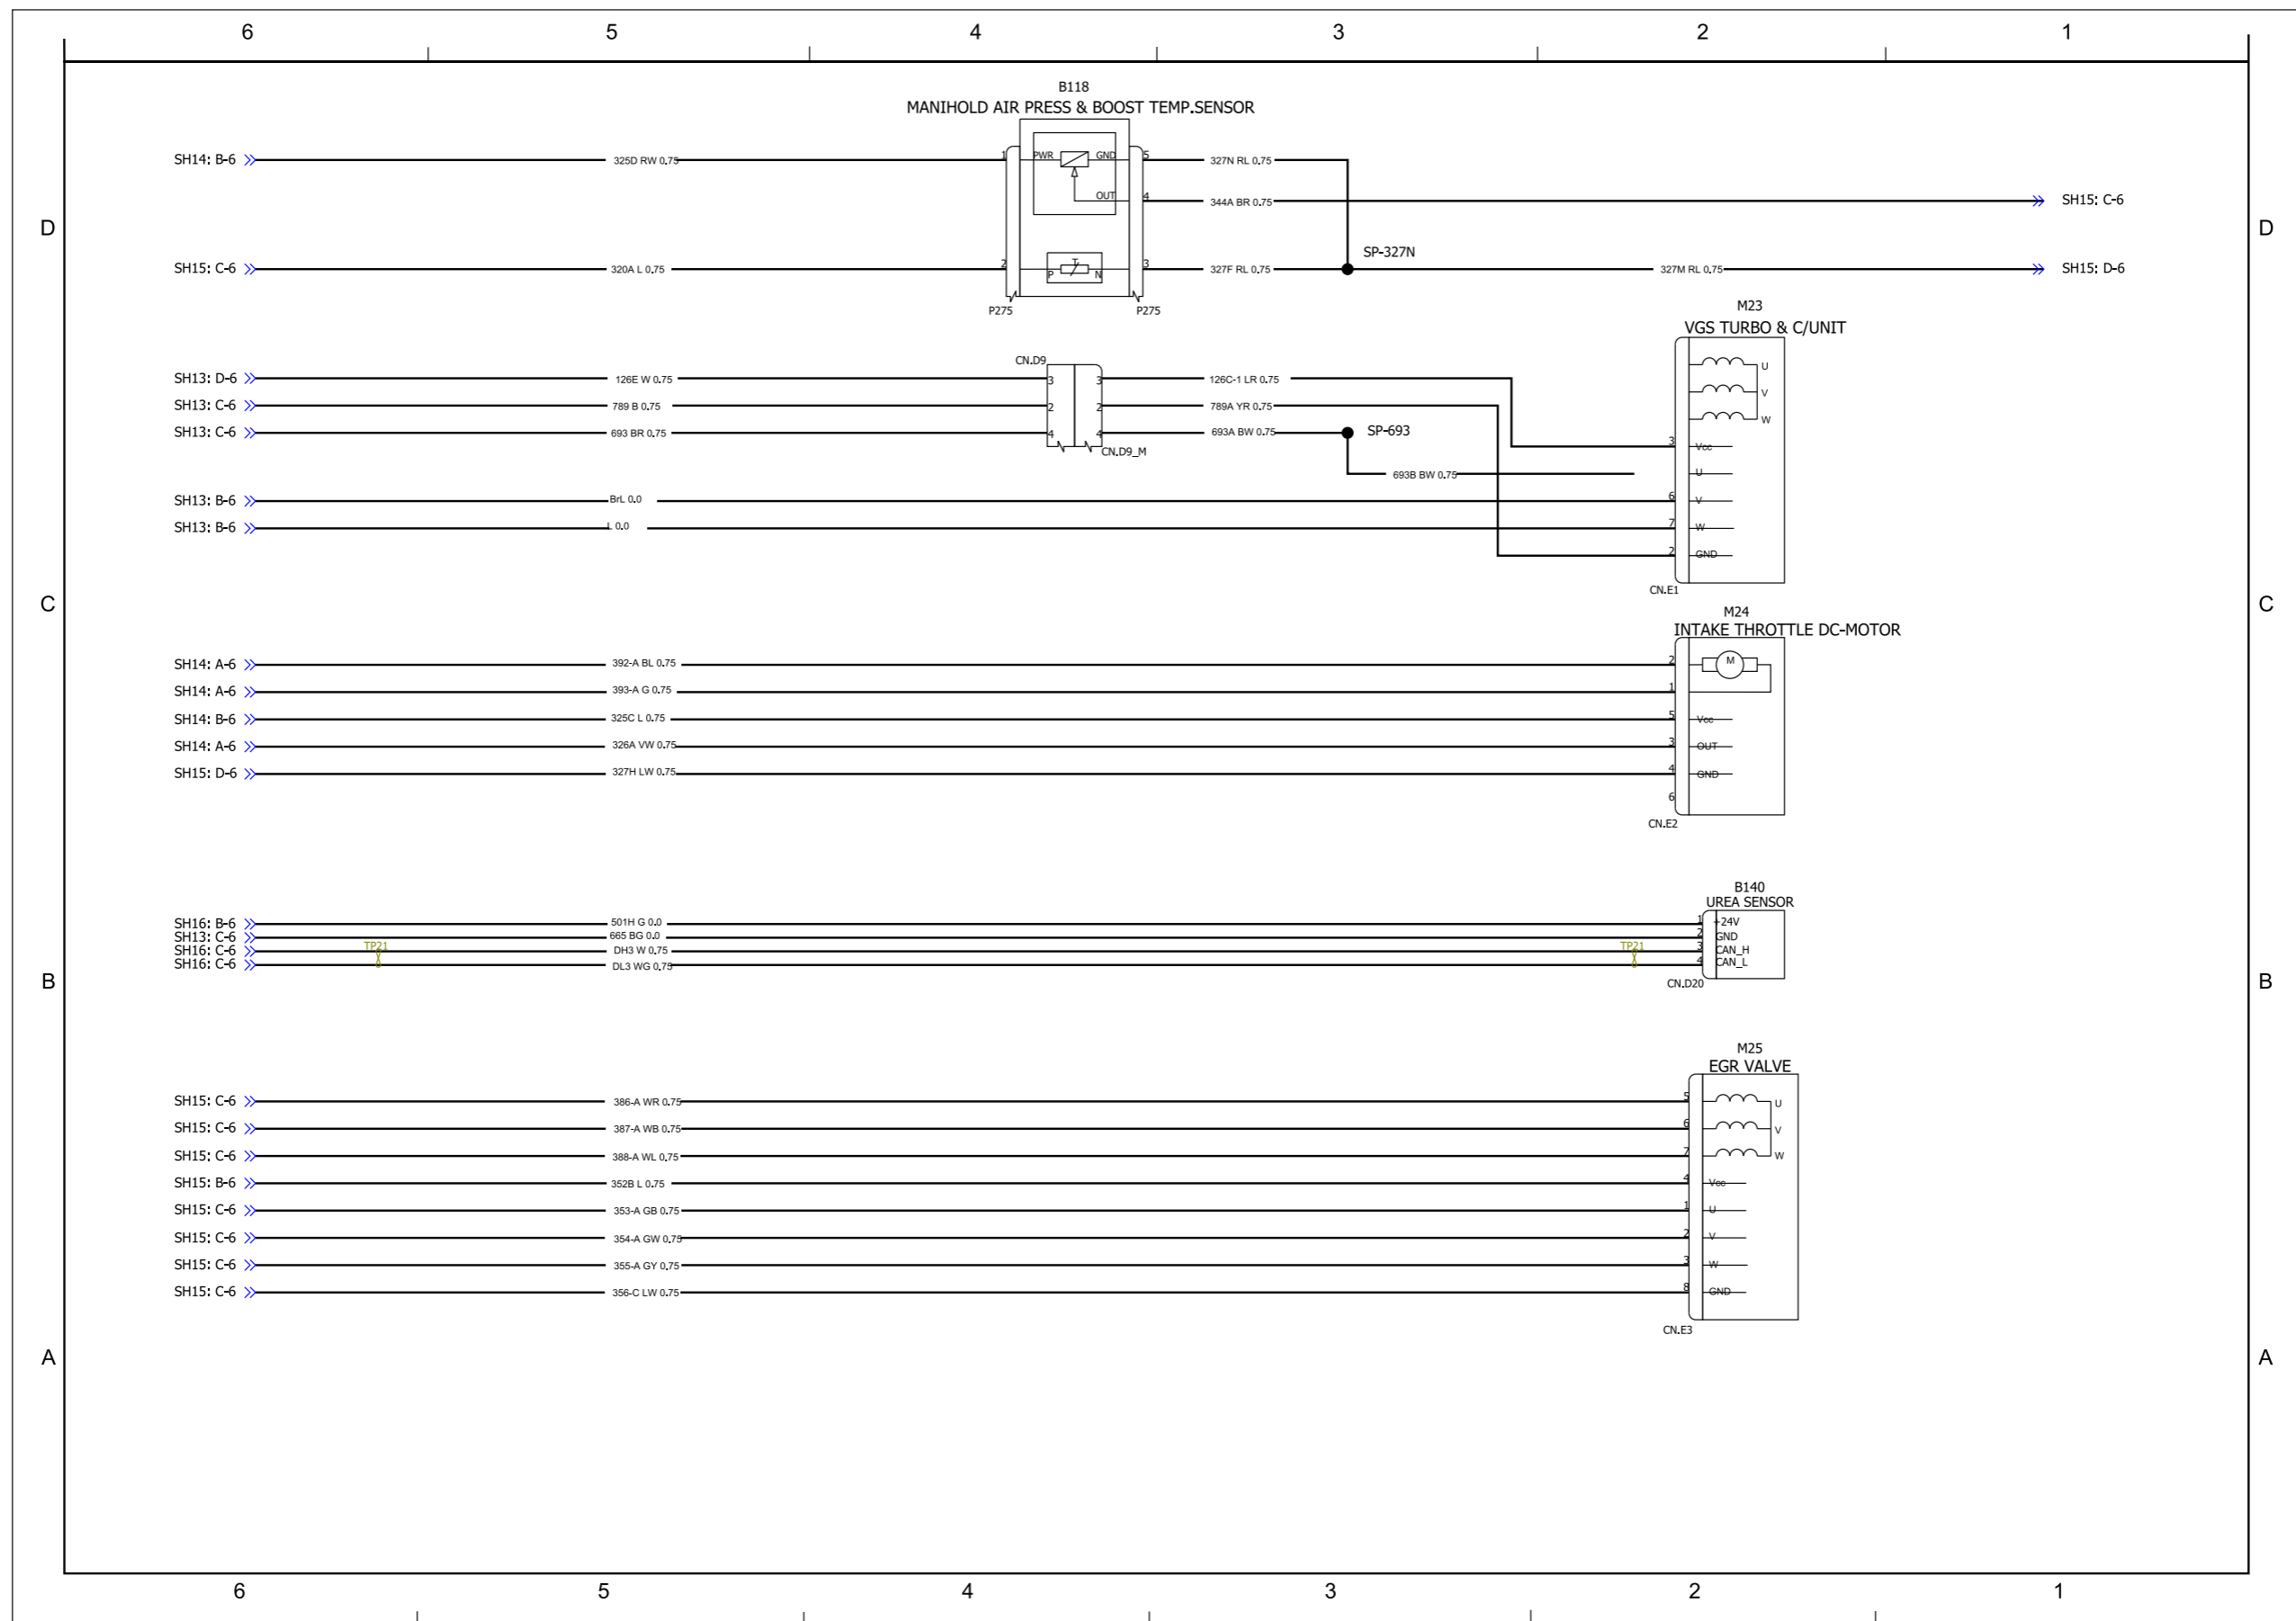 6 5 4 3 2 1
B118
MANIHOLD AIR PRESS & BOOST TEMP.SENSOR
SH14: B-6 325D RW 0.75 1 PWR GND 5 327N RL 0.75
OUT 4 344A BR 0.75 SH15: C-6
D D
SP-327N
SH15: C-6 320A L 0.75 2 P T N 3 327F RL 0.75 327M RL 0.75 SH15: D-6
P275 P275
M23
VGS TURBO & C/UNIT
CN.D9
U
SH13: D-6 126E W 0.75 3 3 126C-1 LR 0.75
V
SH13: C-6 789 B 0.75 2 2 789A YR 0.75
W
SH13: C-6 693 BR 0.75 4 4 693A BW 0.75 SP-693
3 Vcc
CN.D9_M
693B BW 0.75 U
SH13: B-6 BrL 0.0 6 V
SH13: B-6 L 0.0 7 W
2 GND
CN.E1
C C
M24
INTAKE THROTTLE DC-MOTOR
SH14: A-6 392-A BL 0.75 2 M
SH14: A-6 393-A G 0.75 1
SH14: B-6 325C L 0.75 5 Vcc
SH14: A-6 326A VW 0.75 3 OUT
SH15: D-6 327H LW 0.75 4 GND
6
CN.E2
B140
UREA SENSOR
SH16: B-6 501H G 0.0 1 +24V
SH13: C-6 665 BG 0.0 2 GND
SH16: C-6 TP21 DH3 W 0.75 TP21 3 CAN_H
SH16: C-6 DL3 WG 0.75 4 CAN_L
B B
CN.D20
M25
EGR VALVE
SH15: C-6 386-A WR 0.75 5 U
SH15: C-6 387-A WB 0.75 6 V
SH15: C-6 388-A WL 0.75 7 W
SH15: B-6 352B L 0.75 4 Vcc
SH15: C-6 353-A GB 0.75 1 U
SH15: C-6 354-A GW 0.75 2 V
SH15: C-6 355-A GY 0.75 3 W
SH15: C-6 356-C LW 0.75 8 GND
CN.E3
A A
6 5 4 3 2 1